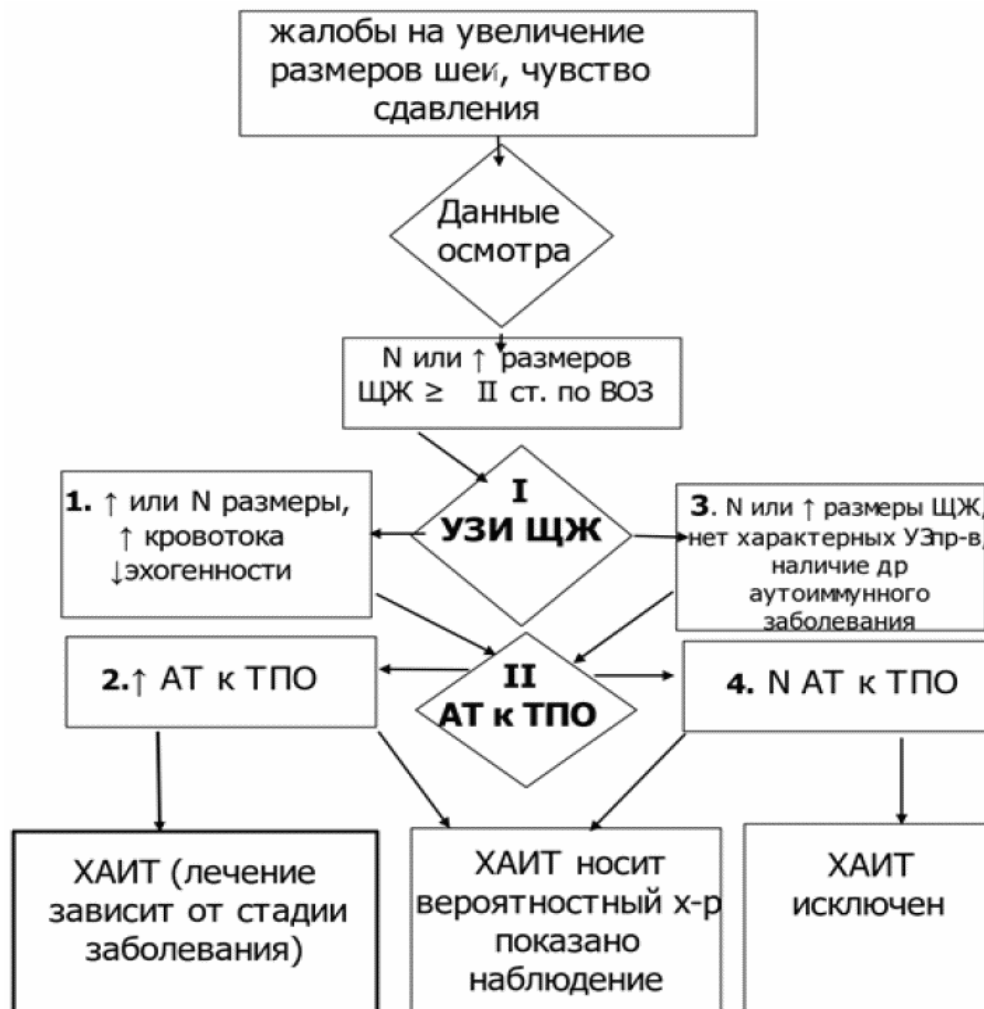 жалобы на увеличение
размеров шеи, чувство
сдавления
Данные
осмотра
N или ↑ размеров
ЩЖ ≥ II ст. по ВОЗ
I
УЗИ ЩЖ
1. ↑ или N размеры,
↑ кровотока
↓эхогенности
3. N или ↑ размеры ЩЖ,
нет характерных УЗпр-в,
наличие др
аутоиммунного
заболевания
II
АТ к ТПО
2.↑ АТ к ТПО
4. N АТ к ТПО
ХАИТ (лечение
зависит от стадии
заболевания)
ХАИТ носит
вероятностный х-р
показано
наблюдение
ХАИТ
исключен